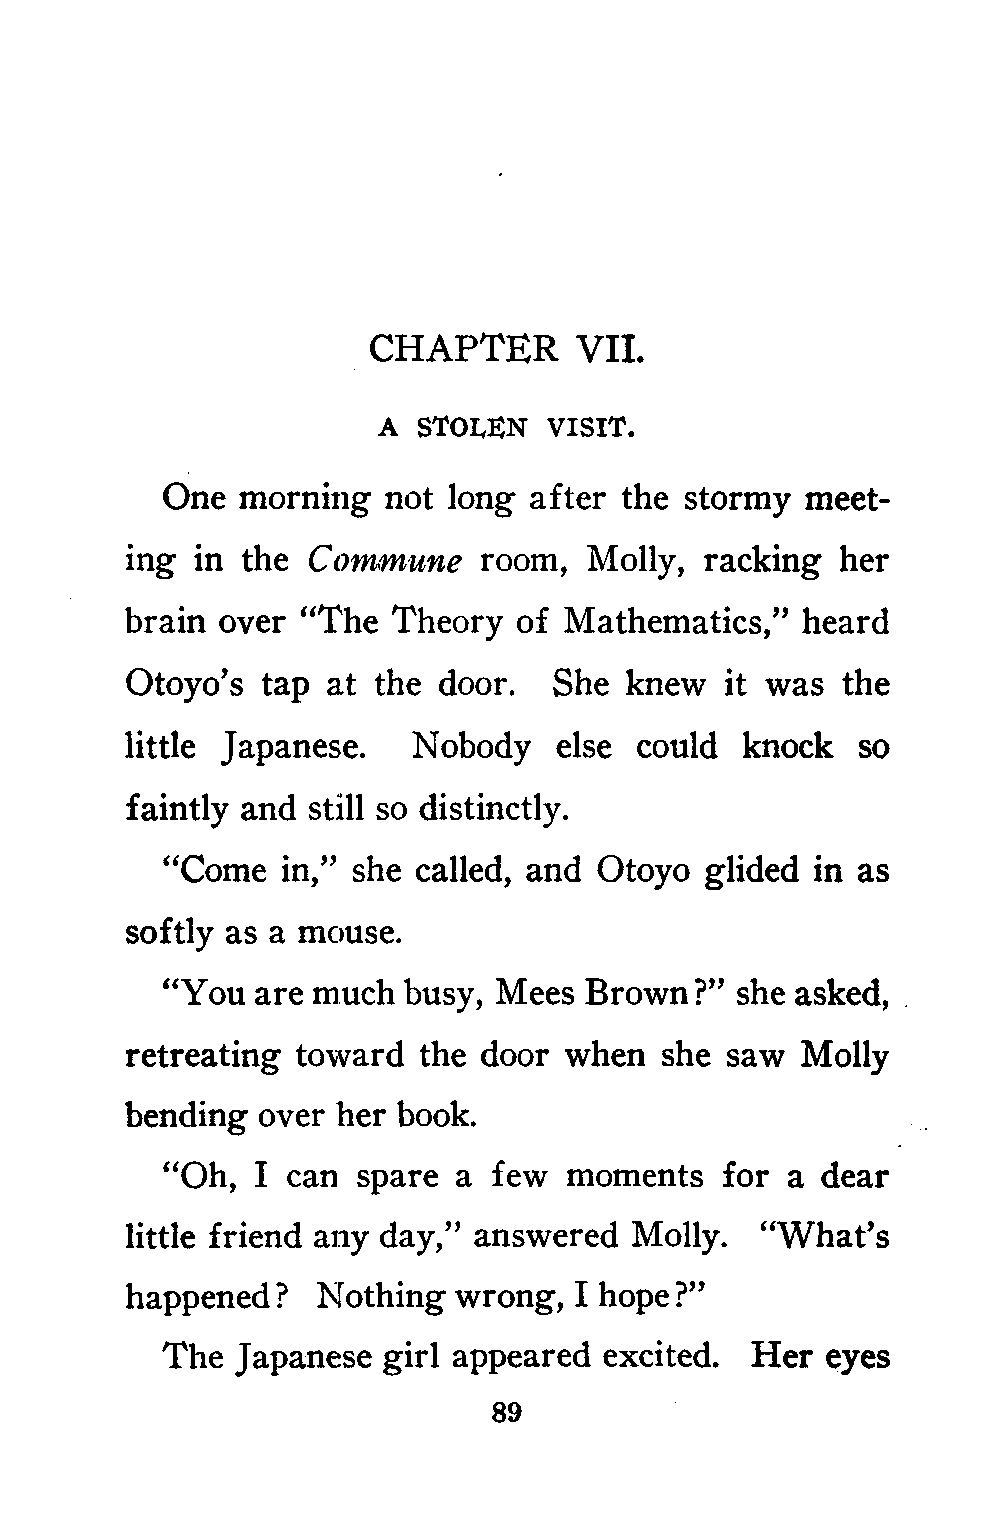 CHAPTER VII.
A STOLEN VISIT.
One morning not long after the stormy meet-
ing in the Commune room, Molly, racking her
brain over "The Theory of Mathematics," heard
Otoyo's tap at the door. She knew it was the
little Japanese. Nobody else could knock so
faintly and still so distinctly.
"Come in," she called, and Otoyo glided in as
softly as a mouse.
"You are much busy, Mees Brown?" she asked,
retreating toward the door when she saw Molly
bending over her book.
"Oh, I can spare a few moments for a dear
little friend any day," answered Molly. "What's
happened? Nothing wrong, I hope?"
The Japanese girl appeared excited. Her eyes
89